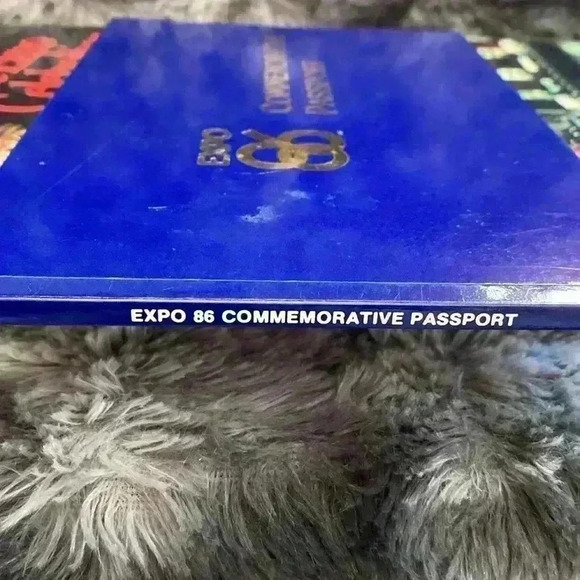 EXPO
86
COMMEMORATIVE
PASSPORT
EXPO 86 COMMEMORATIVE PASSPORT